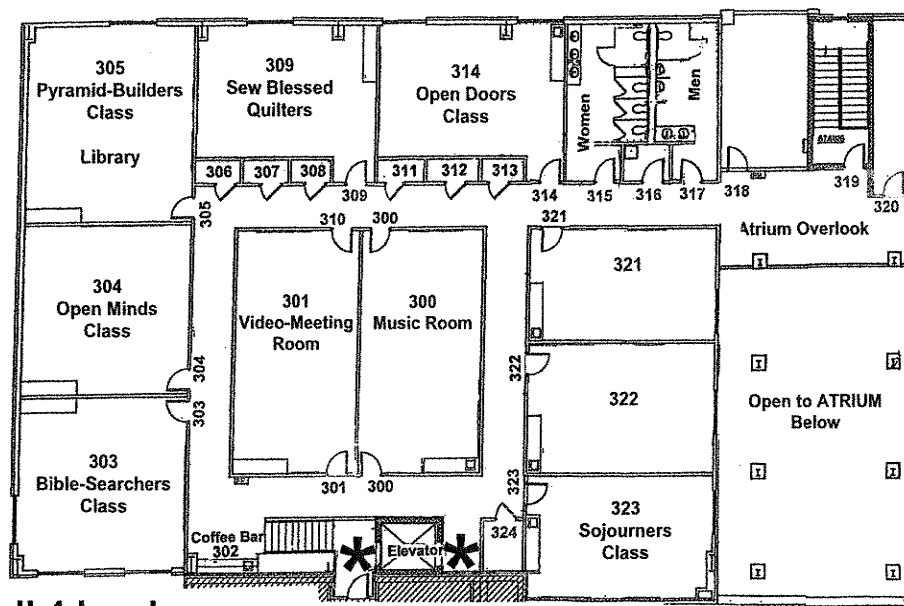 305
Pyramid-Builders
Class
Library
309
Sew Blessed
Quilters
314
Open Doors
Class
Women
Men
306
307
308
309
311
312
313
314
315
316
317
318
319
320
305
310
300
321
Atrium Overlook
304
Open Minds
Class
301
Video-Meeting
Room
300
Music Room
321
304
303
322
322
Open to ATRIUM
Below
303
Bible-Searchers
Class
301
300
323
323
Sojourners
Class
Coffee Bar
302
Elevator
324